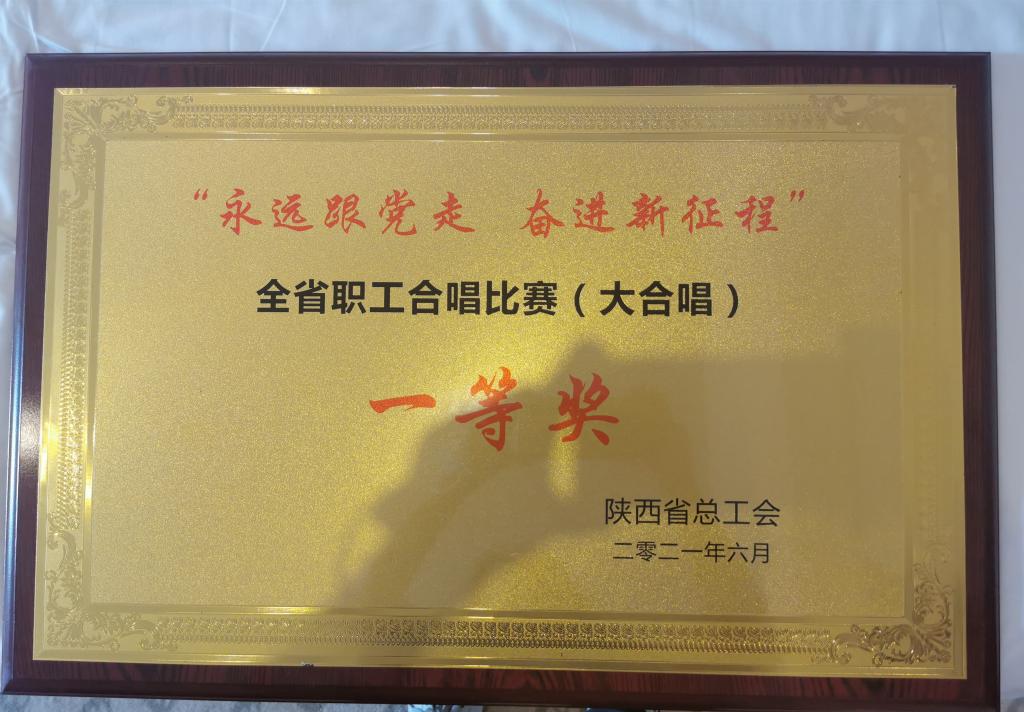 “永远跟党走 奋进新征程”
全省职工合唱比赛（大合唱）
一等奖
陕西省总工会
二零二一年六月